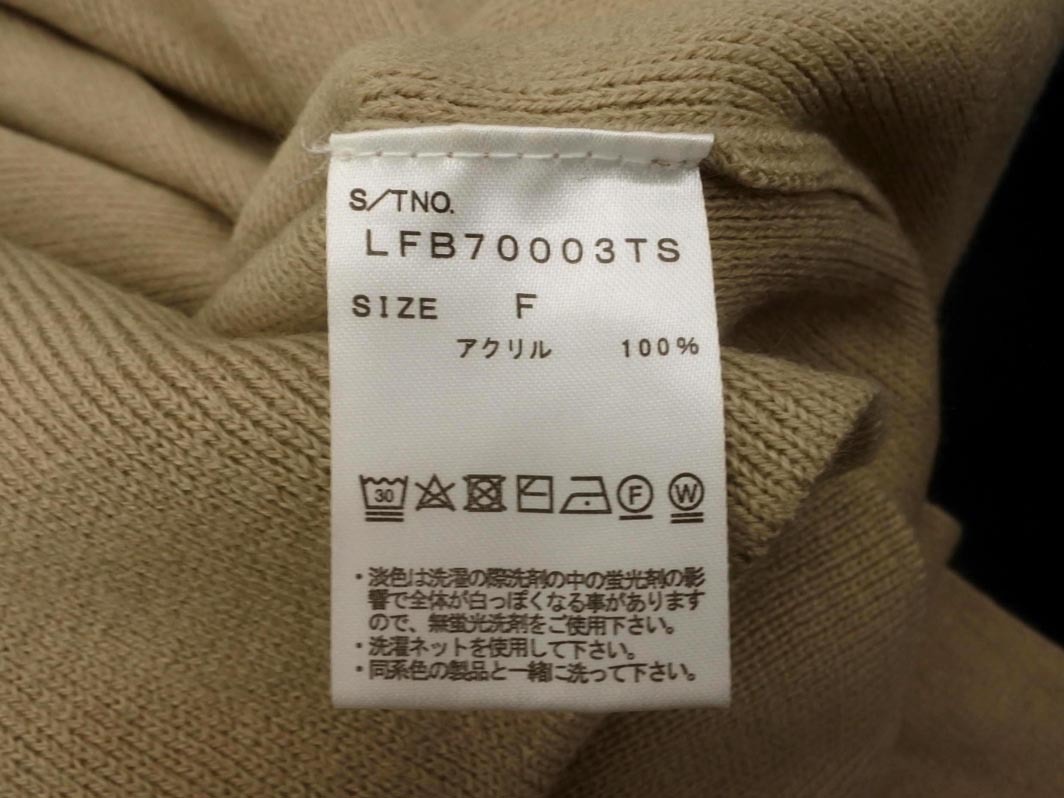 S/TNO.
LFB70003TS
SIZE F
アクリル 100%
30 F W
・淡色は洗濯の際洗剤の中の蛍光剤の影
響で全体が白っぽくなる事があります
ので、無蛍光洗剤をご使用下さい。
・洗濯ネットを使用して下さい。
・同系色の製品と一緒に洗って下さい。